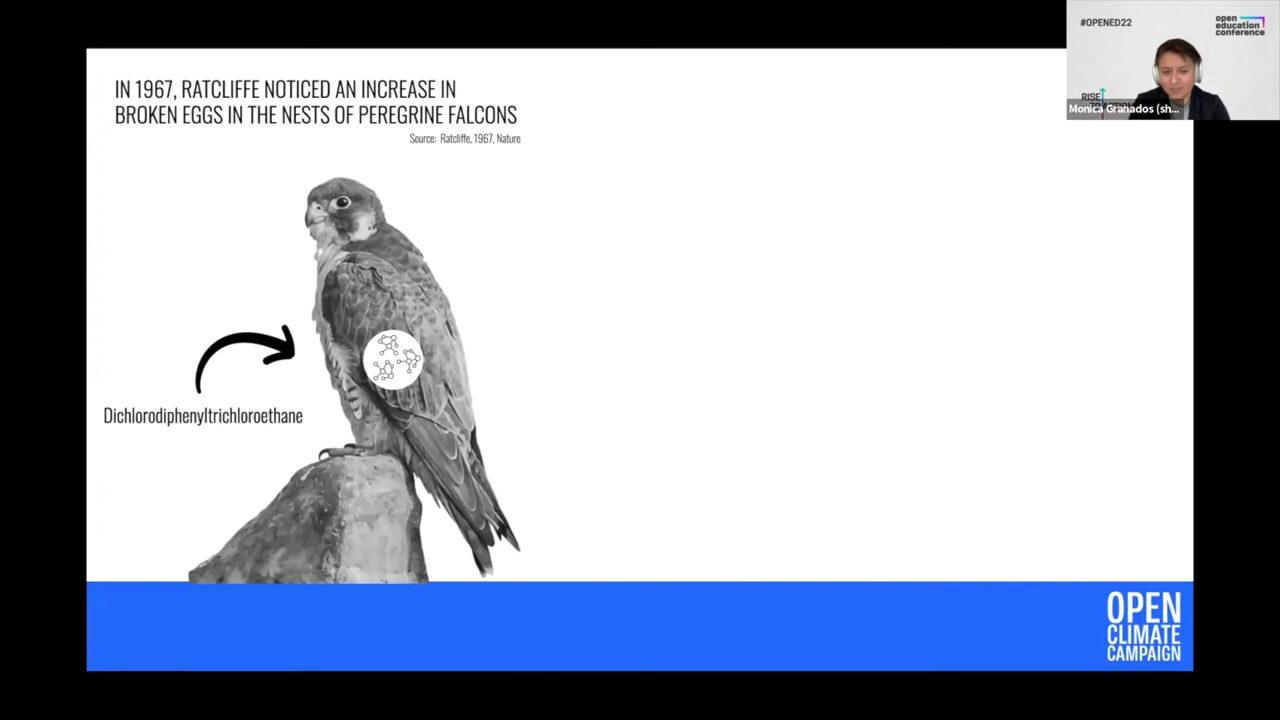 IN 1967, RATCLIFFE NOTICED AN INCREASE IN
BROKEN EGGS IN THE NESTS OF PEREGRINE FALCONS
Source: Ratcliffe, 1967, Nature
Dichlorodiphenyltrichloroethane
OPEN
CLIMATE
CAMPAIGN
#OPENED22
open
education
conference
RISE
Monica Granados (sh...